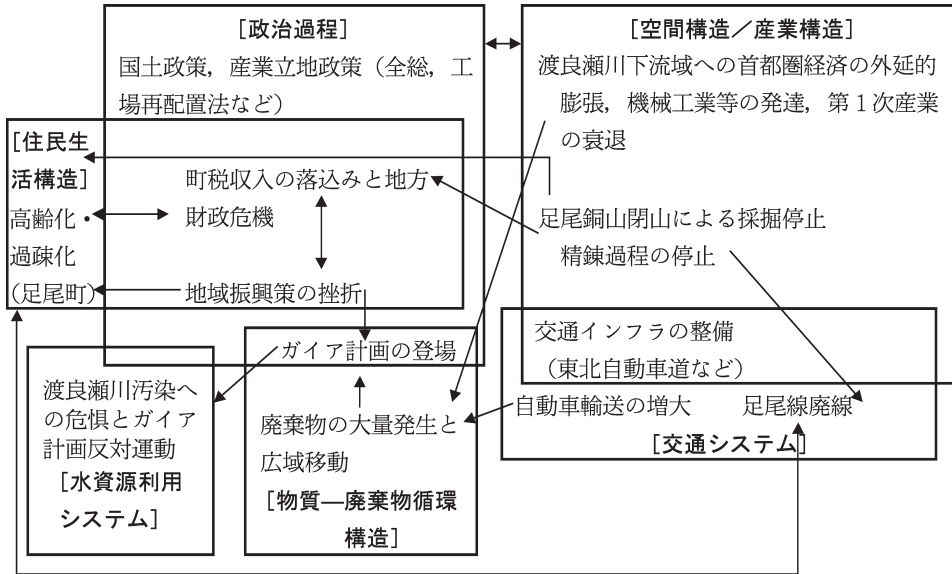 [政治過程]
国土政策，産業立地政策（全総，工
場再配置法など）
[空間構造／産業構造]
渡良瀬川下流域への首都圏経済の外延的
膨張，機械工業等の発達，第１次産業
の衰退
[住民生
活構造]
高齢化・
過疎化
（足尾町）
町税収入の落込みと地方
財政危機
地域振興策の挫折
足尾銅山閉山による採掘停止
精錬過程の停止
ガイア計画の登場
交通インフラの整備
（東北自動車道など）
自動車輸送の増大
足尾線廃線
[交通システム]
渡良瀬川汚染へ
の危惧とガイア
計画反対運動
[水資源利用
システム]
廃棄物の大量発生と
広域移動
[物質―廃棄物循環
構造]